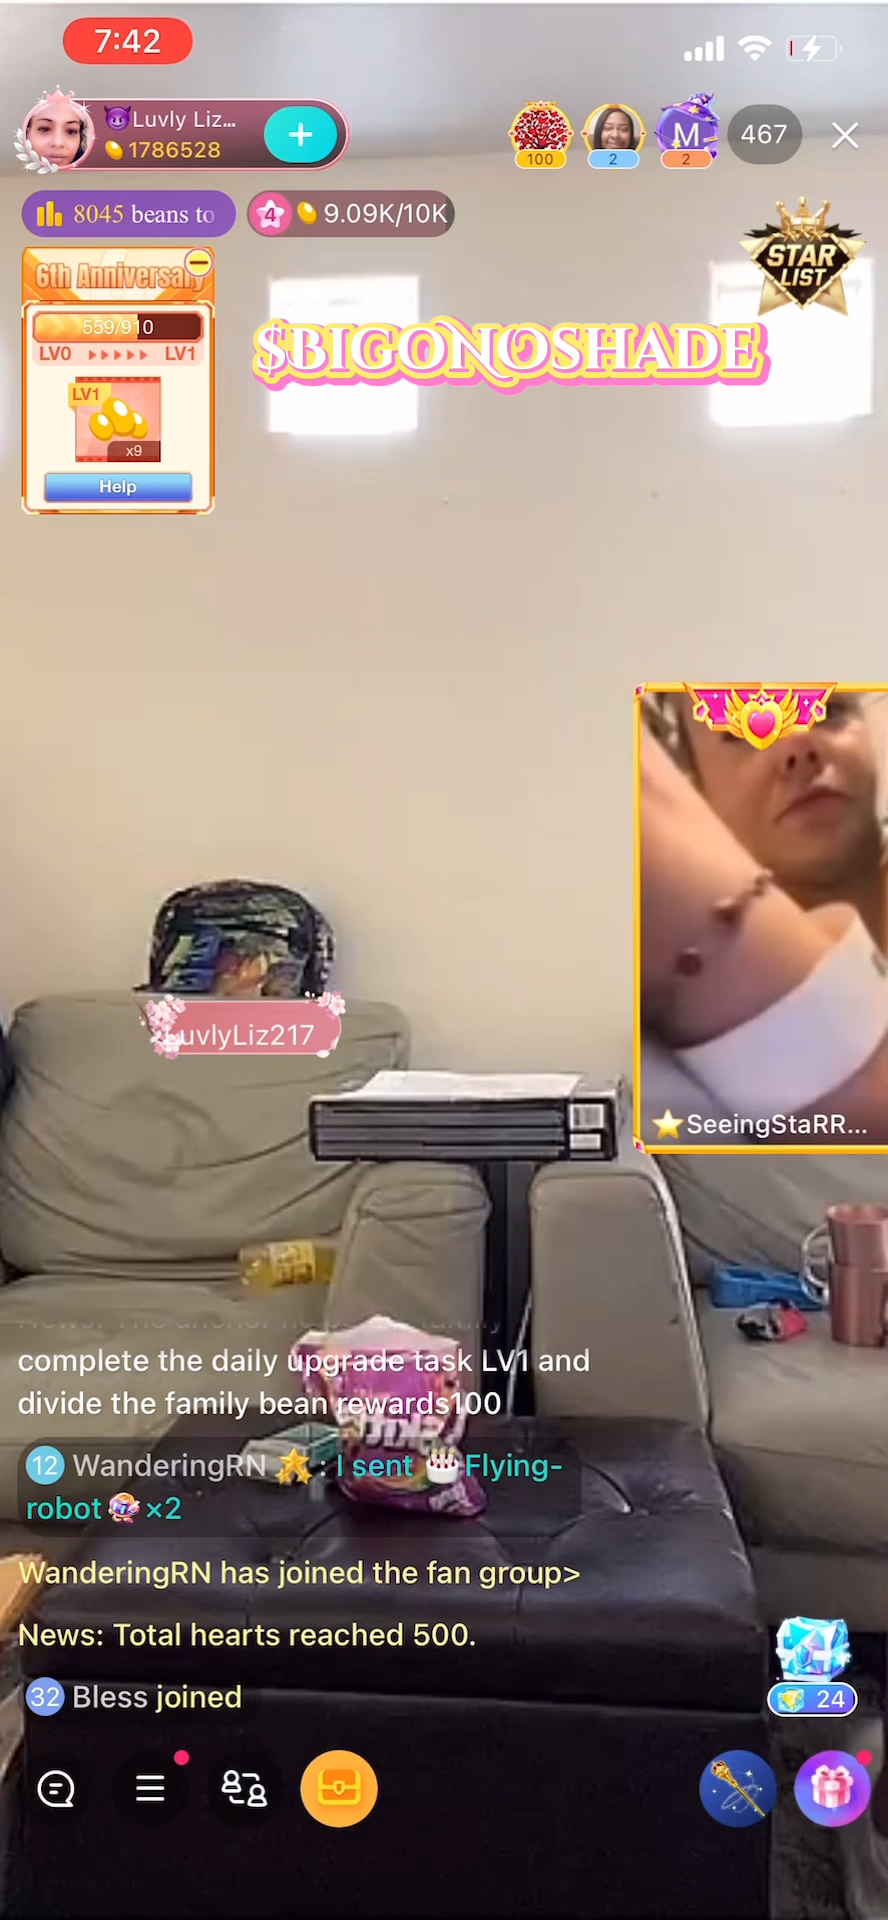 7:42
Luvly Liz...
1786528
100
2
M
2
467
8045 beans to
4
9.09K/10K
STAR
LIST
6th Anniversary
559/910
LV0
LV1
LV1
x9
Help
$BIGONOSHADE
LuvlyLiz217
SeeingStaRR...
complete the daily upgrade task LV1 and
divide the family bean rewards100
12 WanderingRN : I sent Flying-
robot ×2
WanderingRN has joined the fan group>
News: Total hearts reached 500.
32 Bless joined
24